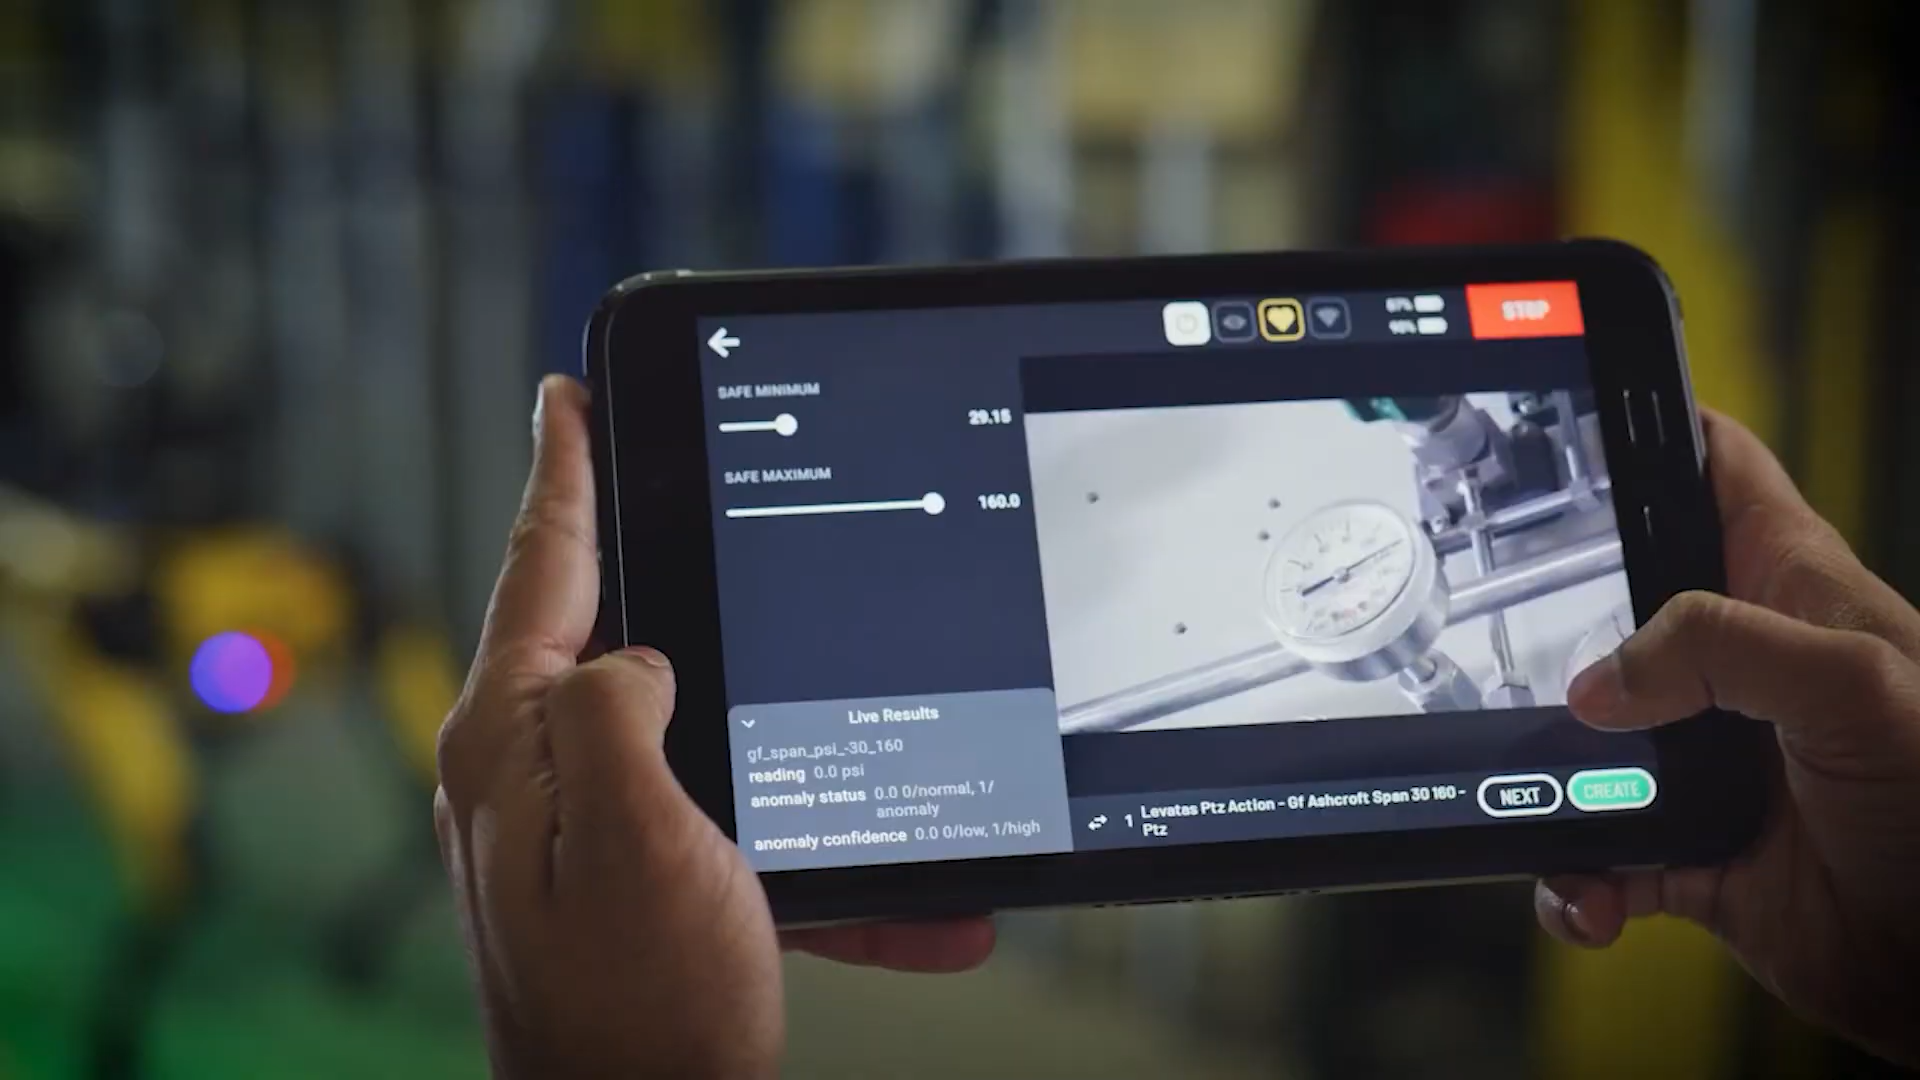 STOP
SAFE MINIMUM
29.15
SAFE MAXIMUM
160.0
Live Results
gf_span_psi_-30_160
reading 0.0 psi
anomaly status 0.0 0/normal, 1/
anomaly
anomaly confidence 0.0 0/low, 1/high
1 Levatas Ptz Action - Gf Ashcroft Span 30 160 -
Ptz
NEXT
CREATE